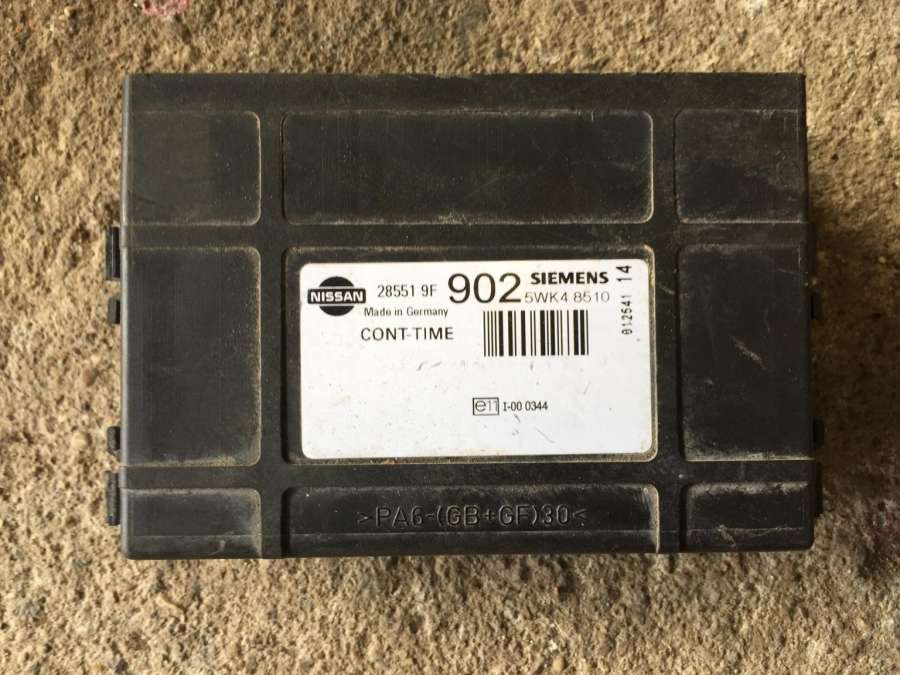 NISSAN 28551 9F 902 SIEMENS
5WK4 8510
Made in Germany
CONT-TIME
012541 14
e11 I-00 0344
>PA6-(GB+GF)30<